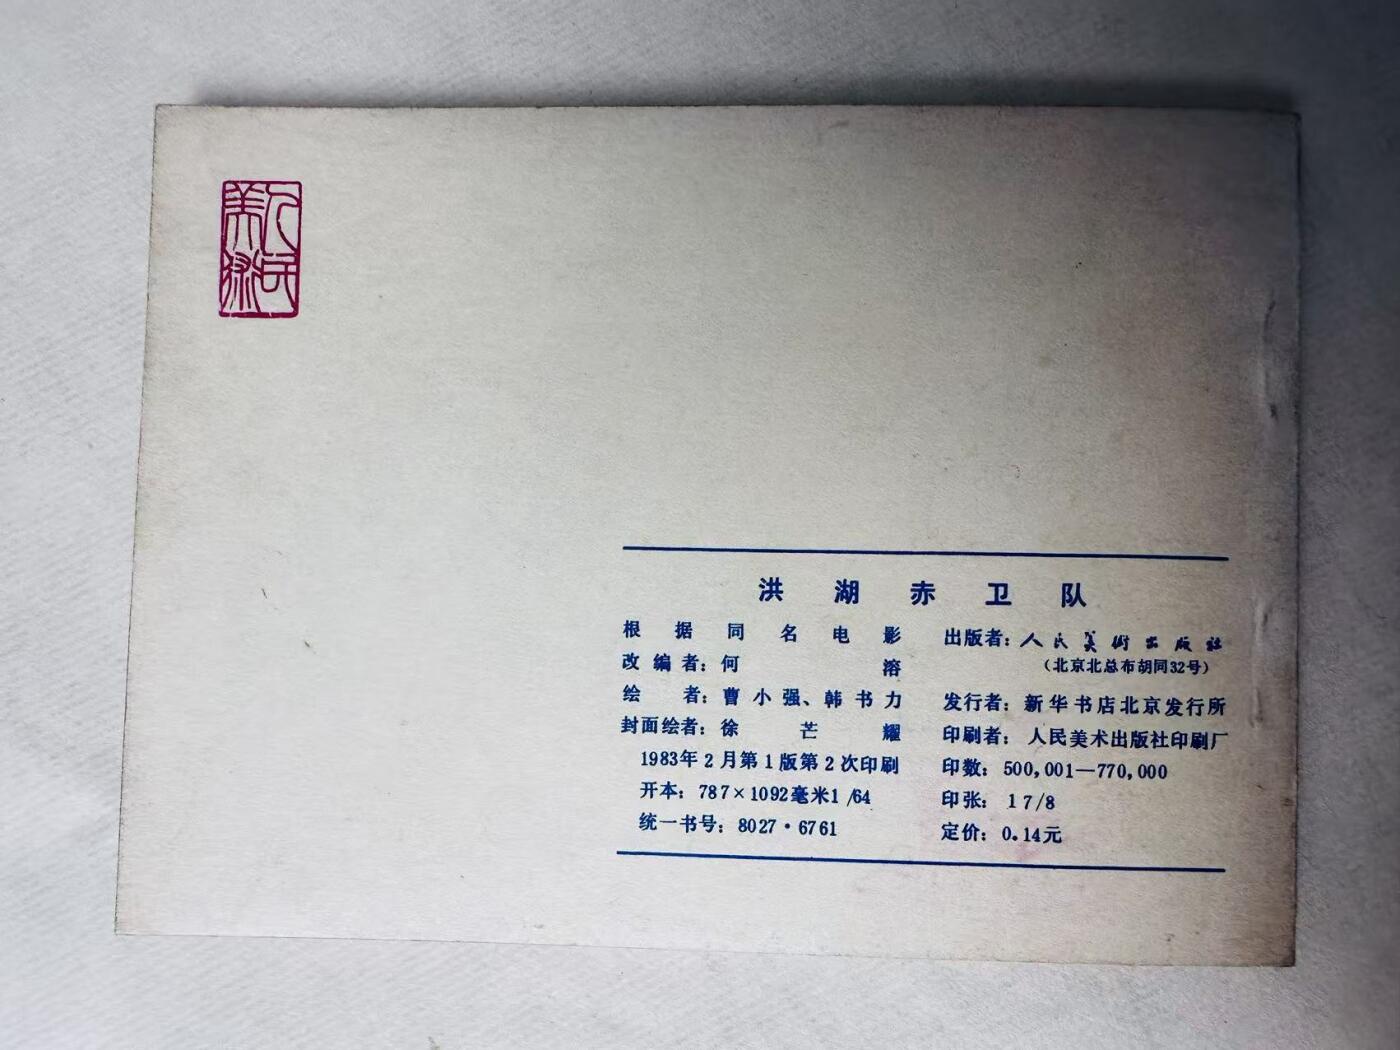 人民美术
洪湖赤卫队
根据同名电影
改编者：何溶
绘者：曹小强、韩书力
封面绘者：徐芒耀
1983年2月第1版第2次印刷
开本：787×1092毫米1/64
统一书号：8027·6761
出版者：人民美術出版社
（北京北总布胡同32号）
发行者：新华书店北京发行所
印刷者：人民美术出版社印刷厂
印数：500,001—770,000
印张：1 7/8
定价：0.14元